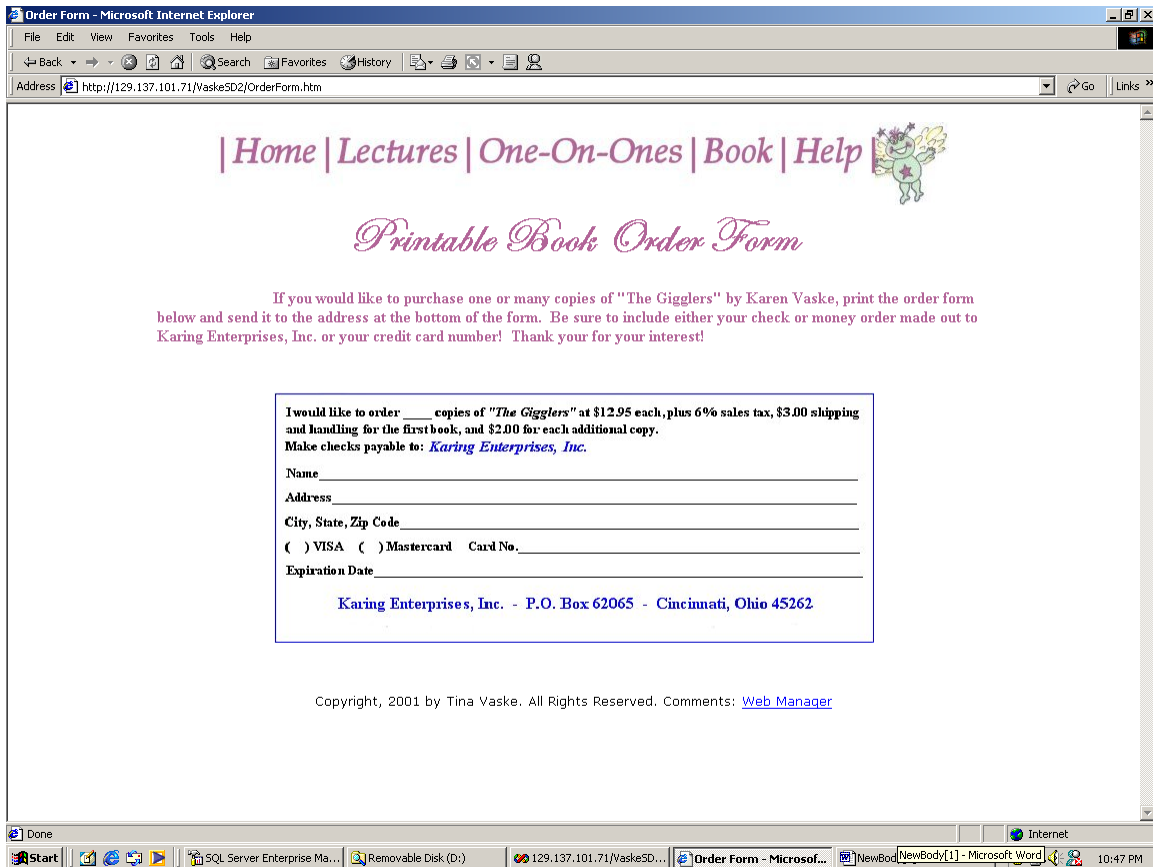 Order Form - Microsoft Internet Explorer
File Edit View Favorites Tools Help
Back Search Favorites History
Address http://129.137.101.71/VaskeSD2/OrderForm.htm Go Links »
| Home | Lectures | One-On-Ones | Book | Help |
Printable Book Order Form
If you would like to purchase one or many copies of "The Gigglers" by Karen Vaske, print the order form
below and send it to the address at the bottom of the form. Be sure to include either your check or money order made out to
Karing Enterprises, Inc. or your credit card number! Thank your for your interest!
I would like to order ____ copies of "The Gigglers" at $12.95 each, plus 6% sales tax, $3.00 shipping
and handling for the first book, and $2.00 for each additional copy.
Make checks payable to: Karing Enterprises, Inc.
Name
Address
City, State, Zip Code
( ) VISA ( ) Mastercard Card No.
Expiration Date
Karing Enterprises, Inc. - P.O. Box 62065 - Cincinnati, Ohio 45262
Copyright, 2001 by Tina Vaske. All Rights Reserved. Comments: Web Manager
Done Internet
Start SQL Server Enterprise Ma... Removable Disk (D:) 129.137.101.71/VaskeSD... Order Form - Microsof... NewBod NewBody[1] - Microsoft Word 10:47 PM